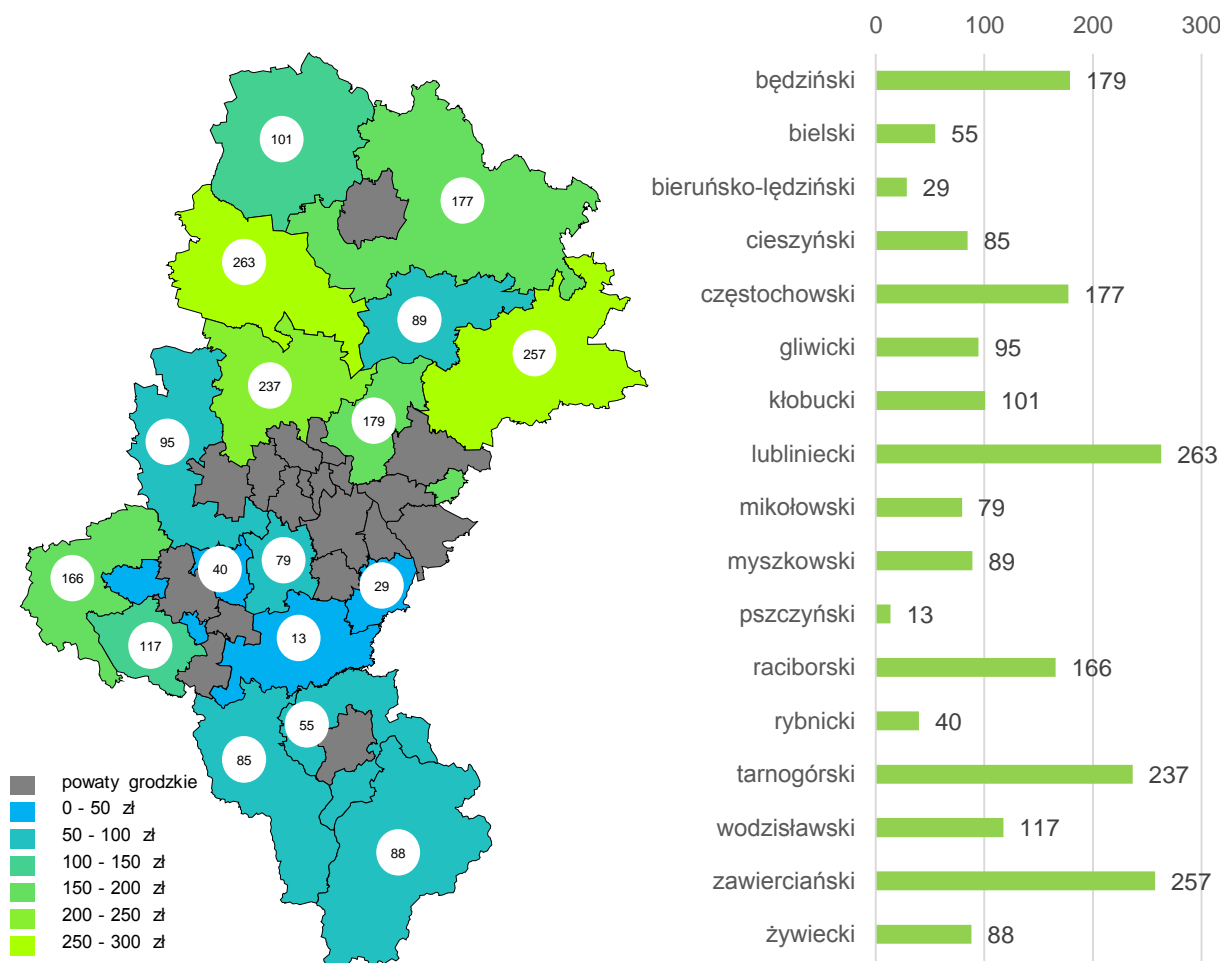 101
177
263
89
257
237
179
95
79
40
166
29
13
117
55
85
88
powaty grodzkie
0 - 50 zł
50 - 100 zł
100 - 150 zł
150 - 200 zł
200 - 250 zł
250 - 300 zł
0 100 200 300
będziński 179
bielski 55
bieruńsko-lędziński 29
cieszyński 85
częstochowski 177
gliwicki 95
kłobucki 101
lubliniecki 263
mikołowski 79
myszkowski 89
pszczyński 13
raciborski 166
rybnicki 40
tarnogórski 237
wodzisławski 117
zawierciański 257
żywiecki 88